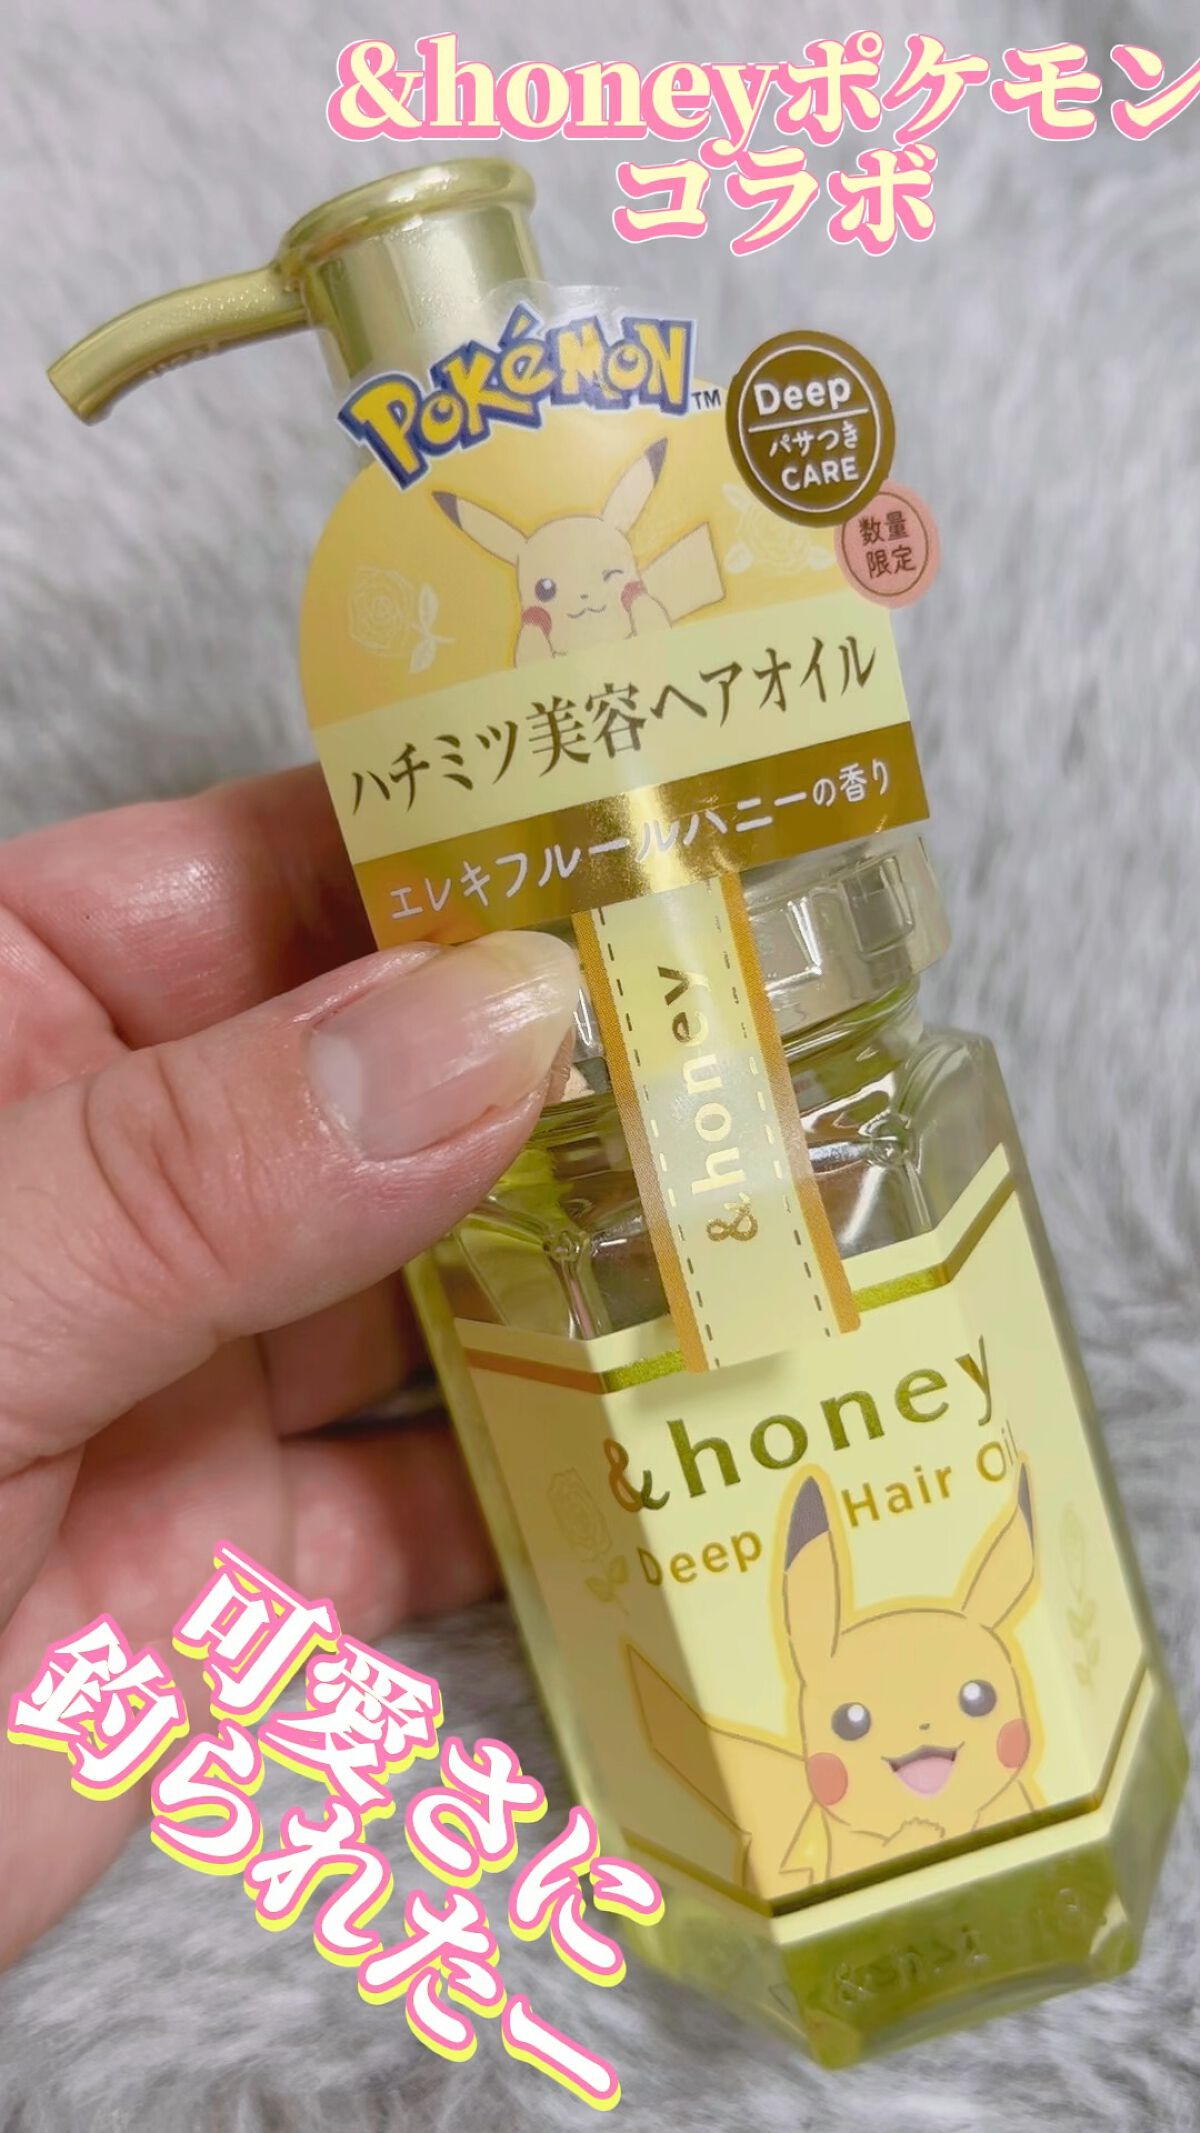 &honeyポケモン
コラボ
POKéMON™
Deep
パサつき
CARE
数量
限定
ハチミツ美容ヘアオイル
エレキフルールハニーの香り
&honey
&honey
Deep Hair Oil
可愛さに
釣られたー